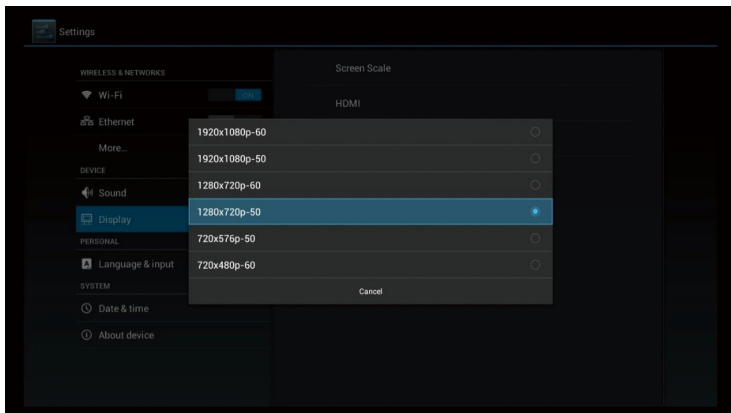 Settings
WIRELESS & NETWORKS
Wi-Fi ON
Ethernet
More...
DEVICE
Sound
Display
PERSONAL
Language & input
SYSTEM
Date & time
About device
Screen Scale
HDMI
1920x1080p-60
1920x1080p-50
1280x720p-60
1280x720p-50
720x576p-50
720x480p-60
Cancel